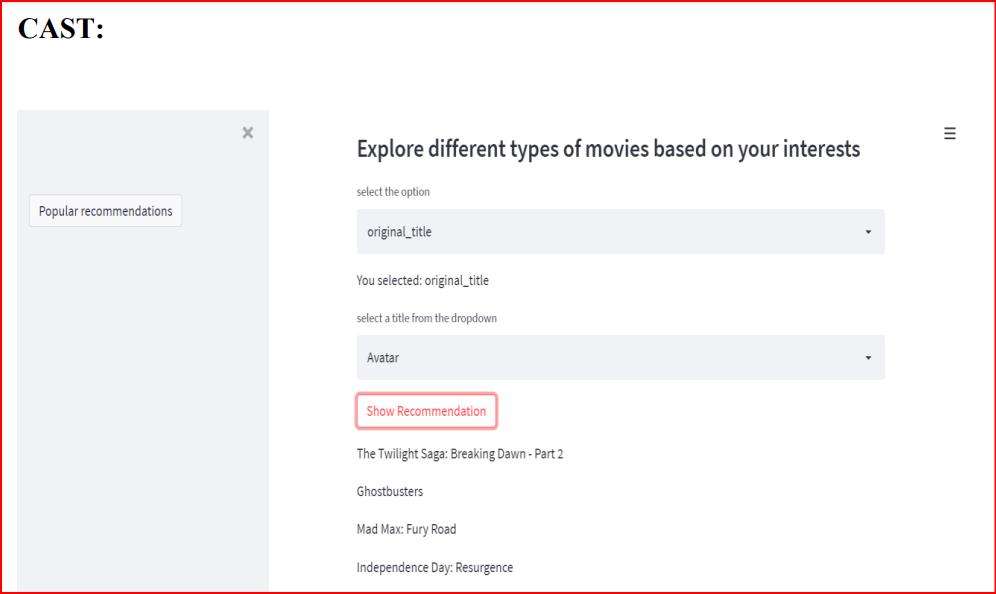 CAST:
Popular recommendations
Explore different types of movies based on your interests
select the option
original_title
You selected: original_title
select a title from the dropdown
Avatar
Show Recommendation
The Twilight Saga: Breaking Dawn - Part 2
Ghostbusters
Mad Max: Fury Road
Independence Day: Resurgence